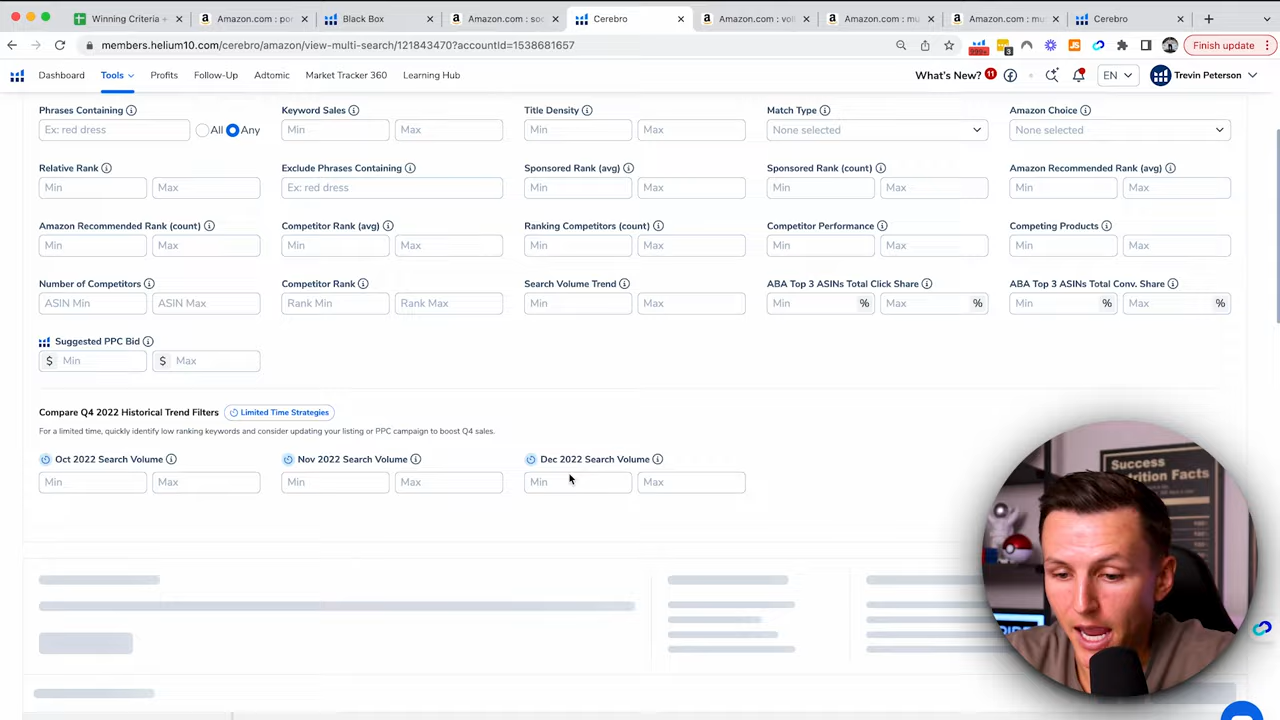 Winning Criteria +
Amazon.com : po
Black Box
Amazon.com : so
Cerebro
Amazon.com : vol
Amazon.com : mu
Amazon.com : mu
Cerebro
members.helium10.com/cerebro/amazon/view-multi-search/121843470?accountId=1538681657
Finish update
Dashboard
Tools
Profits
Follow-Up
Adtomic
Market Tracker 360
Learning Hub
What's New?
11
EN
Trevin Peterson
Phrases Containing
Keyword Sales
Title Density
Match Type
Amazon Choice
Ex: red dress
All
Any
Min
Max
Min
Max
None selected
None selected
Relative Rank
Exclude Phrases Containing
Sponsored Rank (avg)
Sponsored Rank (count)
Amazon Recommended Rank (avg)
Min
Max
Ex: red dress
Min
Max
Min
Max
Min
Max
Amazon Recommended Rank (count)
Competitor Rank (avg)
Ranking Competitors (count)
Competitor Performance
Competing Products
Min
Max
Min
Max
Min
Max
Min
Max
Min
Max
Number of Competitors
Competitor Rank
Search Volume Trend
ABA Top 3 ASINs Total Click Share
ABA Top 3 ASINs Total Conv. Share
ASIN Min
ASIN Max
Rank Min
Rank Max
Min
Max
Min %
Max %
Min %
Max %
Suggested PPC Bid
$ Min
$ Max
Compare Q4 2022 Historical Trend Filters
Limited Time Strategies
For a limited time, quickly identify low ranking keywords and consider updating your listing or PPC campaign to boost Q4 sales.
Oct 2022 Search Volume
Nov 2022 Search Volume
Dec 2022 Search Volume
Min
Max
Min
Max
Min
Max
Success
Nutrition Facts